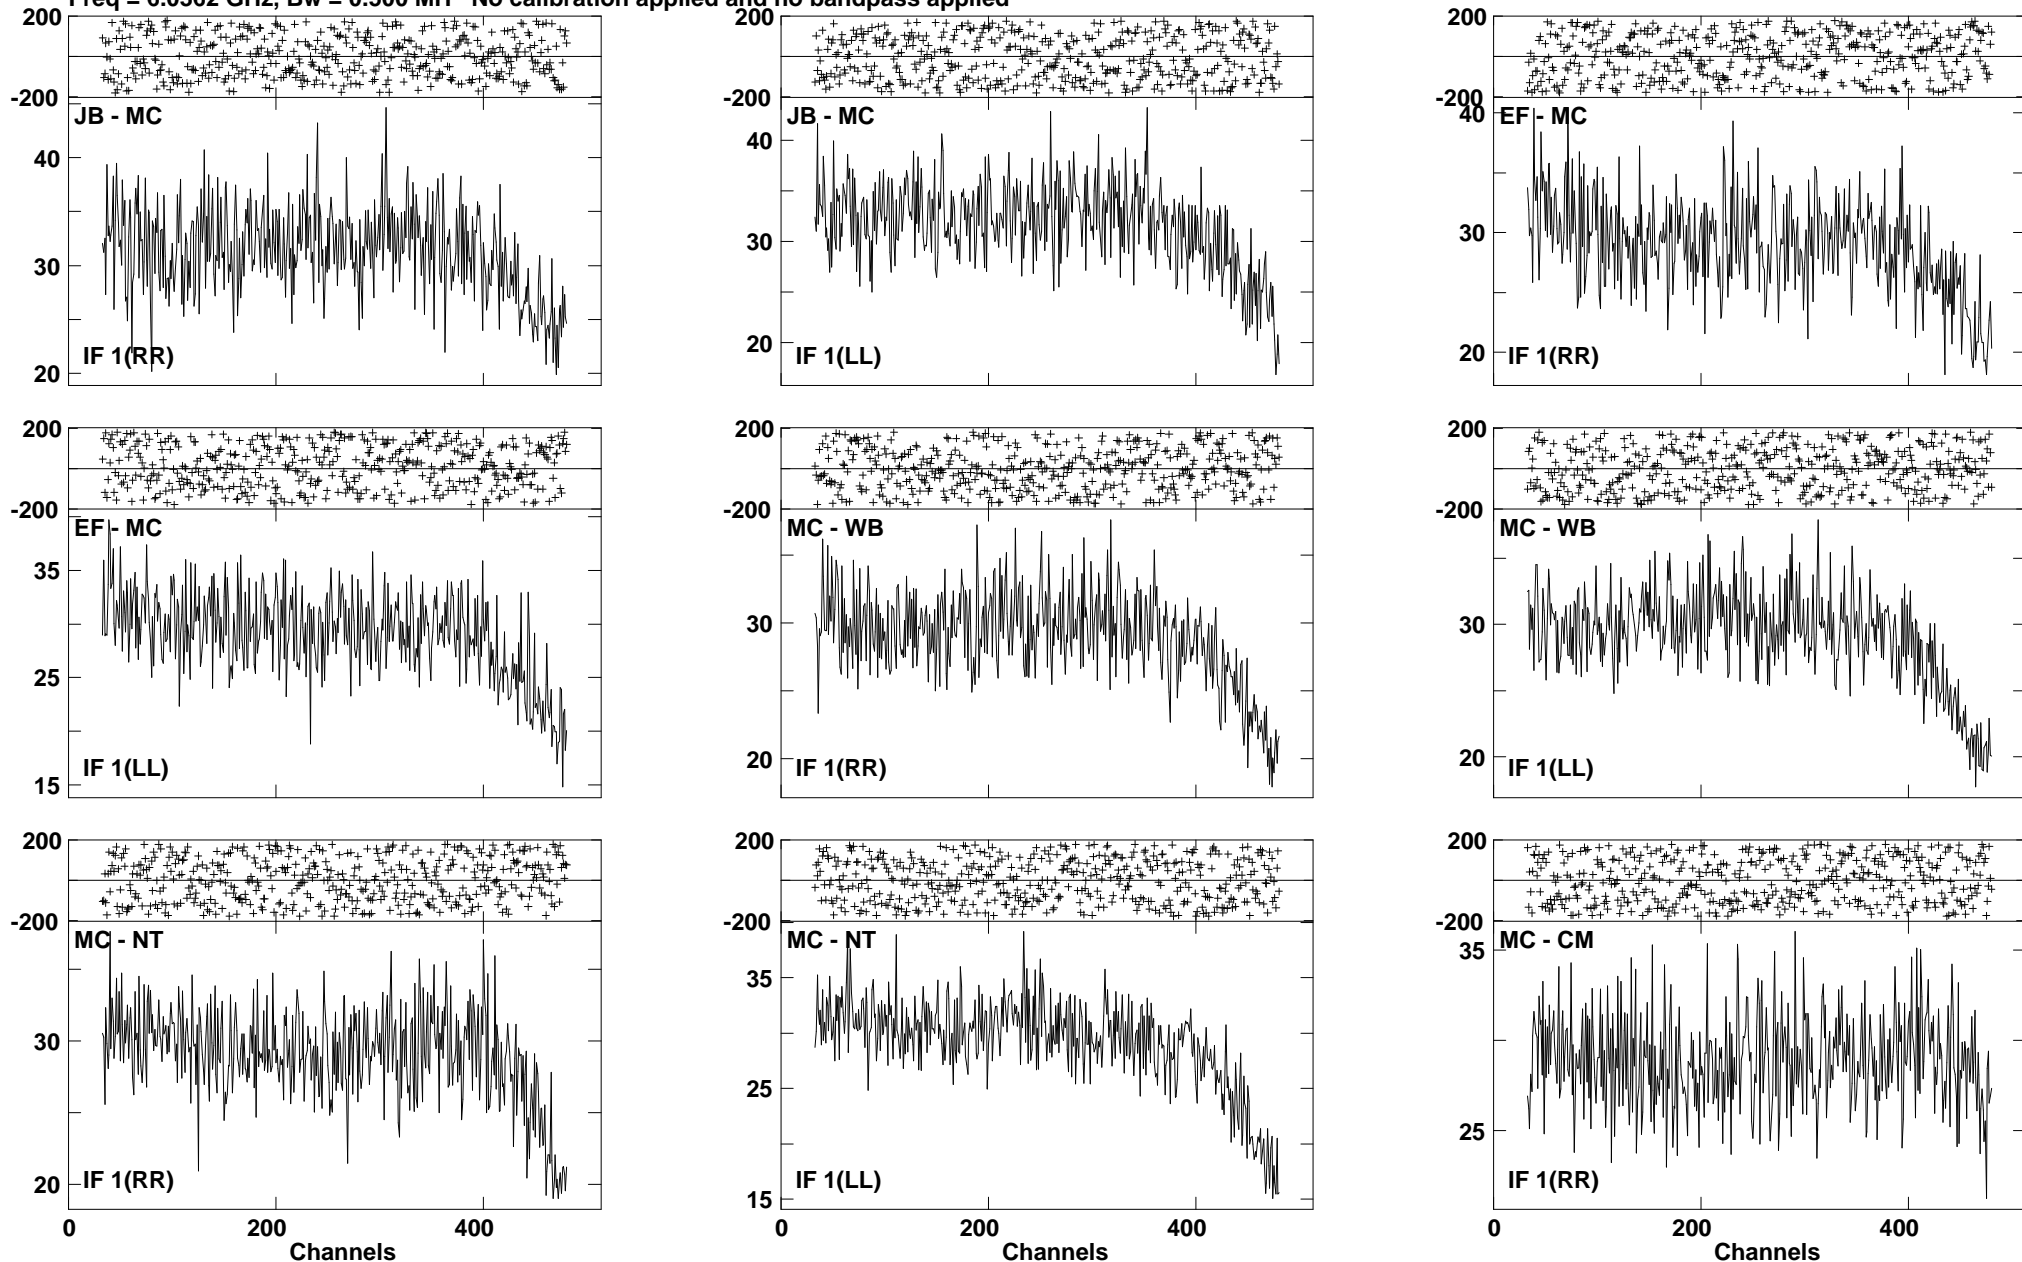 No calibration applied and no bandpass applied
200 200 200
-200 -200 -200
JB - MC JB - MC EF - MC
40 40 40
30 30 30
20 20 20
IF 1(RR) IF 1(LL) IF 1(RR)
200 200 200
-200 -200 -200
EF - MC MC - WB MC - WB
35 30 30
25 20 20
15
IF 1(LL) IF 1(RR) IF 1(LL)
200 200 200
-200 -200 -200
MC - NT MC - NT MC - CM
30 35 35
20 25 25
15
IF 1(RR) IF 1(LL) IF 1(RR)
0 200 400 0 200 400 0 200 400
Channels Channels Channels